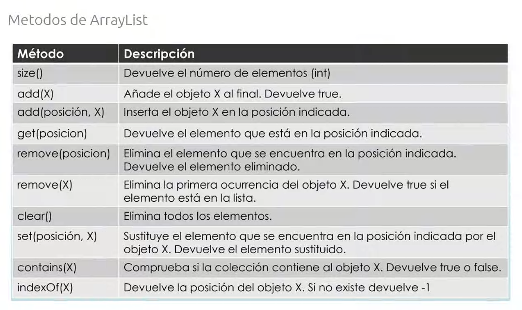 Metodos de ArrayList
Método Descripción
size() Devuelve el número de elementos (int)
add(X) Añade el objeto X al final. Devuelve true.
add(posición, X) Inserta el objeto X en la posición indicada.
get(posicion) Devuelve el elemento que está en la posición indicada.
remove(posicion) Elimina el elemento que se encuentra en la posición indicada.
Devuelve el elemento eliminado.
remove(X) Elimina la primera ocurrencia del objeto X. Devuelve true si el
elemento está en la lista.
clear() Elimina todos los elementos.
set(posición, X) Sustituye el elemento que se encuentra en la posición indicada por el
objeto X. Devuelve el elemento sustituido.
contains(X) Comprueba si la colección contiene al objeto X. Devuelve true o false.
indexOf(X) Devuelve la posición del objeto X. Si no existe devuelve -1